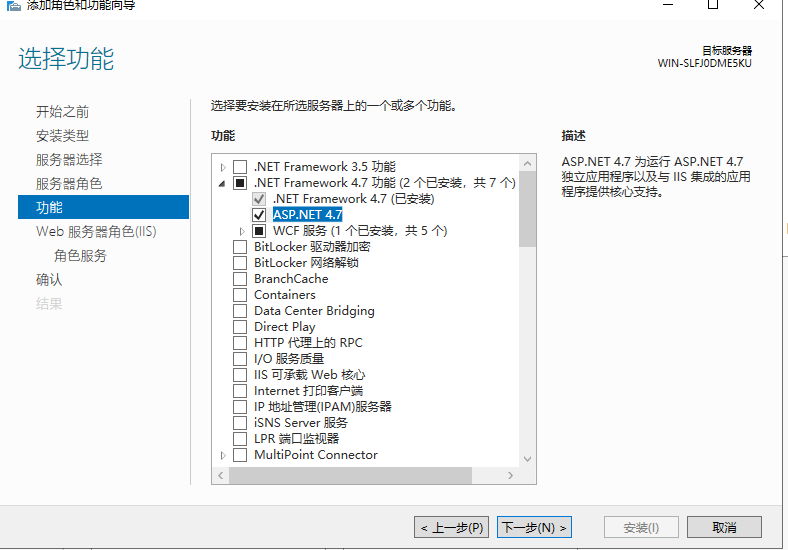 添加角色和功能向导
选择功能
目标服务器
WIN-SLFJ0DME5KU
开始之前
安装类型
服务器选择
服务器角色
功能
Web 服务器角色(IIS)
角色服务
确认
结果
选择要安装在所选服务器上的一个或多个功能。
功能
.NET Framework 3.5 功能
.NET Framework 4.7 功能 (2 个已安装，共 7 个)
.NET Framework 4.7 (已安装)
ASP.NET 4.7
WCF 服务 (1 个已安装，共 5 个)
BitLocker 驱动器加密
BitLocker 网络解锁
BranchCache
Containers
Data Center Bridging
Direct Play
HTTP 代理上的 RPC
I/O 服务质量
IIS 可承载 Web 核心
Internet 打印客户端
IP 地址管理(IPAM)服务器
iSNS Server 服务
LPR 端口监视器
MultiPoint Connector
描述
ASP.NET 4.7 为运行 ASP.NET 4.7
独立应用程序以及与 IIS 集成的应用
程序提供核心支持。
< 上一步(P)
下一步(N) >
安装(I)
取消